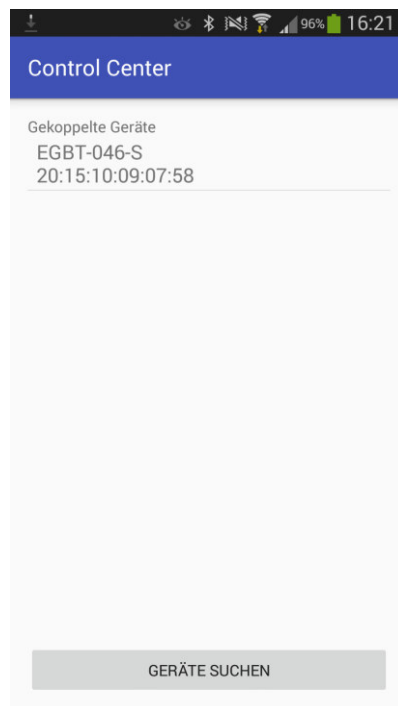 96% 16:21
Control Center
Gekoppelte Geräte
EGBT-046-S
20:15:10:09:07:58
GERÄTE SUCHEN